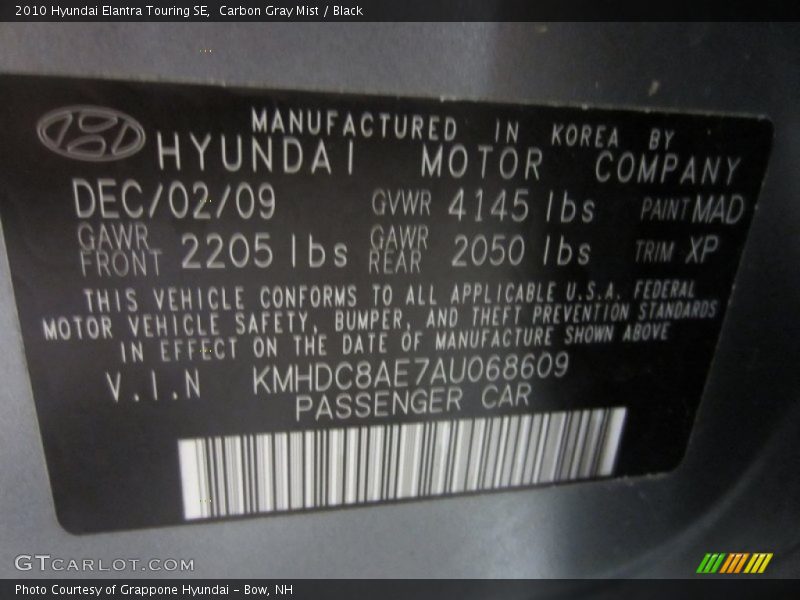 2010 Hyundai Elantra Touring SE,  Carbon Gray Mist / Black
MANUFACTURED IN KOREA BY
HYUNDAI MOTOR COMPANY
DEC/02/09 GVWR 4145 lbs PAINT MAD
GAWR FRONT 2205 lbs GAWR REAR 2050 lbs TRIM XP
THIS VEHICLE CONFORMS TO ALL APPLICABLE U.S.A. FEDERAL
MOTOR VEHICLE SAFETY, BUMPER, AND THEFT PREVENTION STANDARDS
IN EFFECT ON THE DATE OF MANUFACTURE SHOWN ABOVE
V.I.N KMHDC8AE7AU068609
PASSENGER CAR
GTCARLOT.COM
Photo Courtesy of Grappone Hyundai - Bow, NH